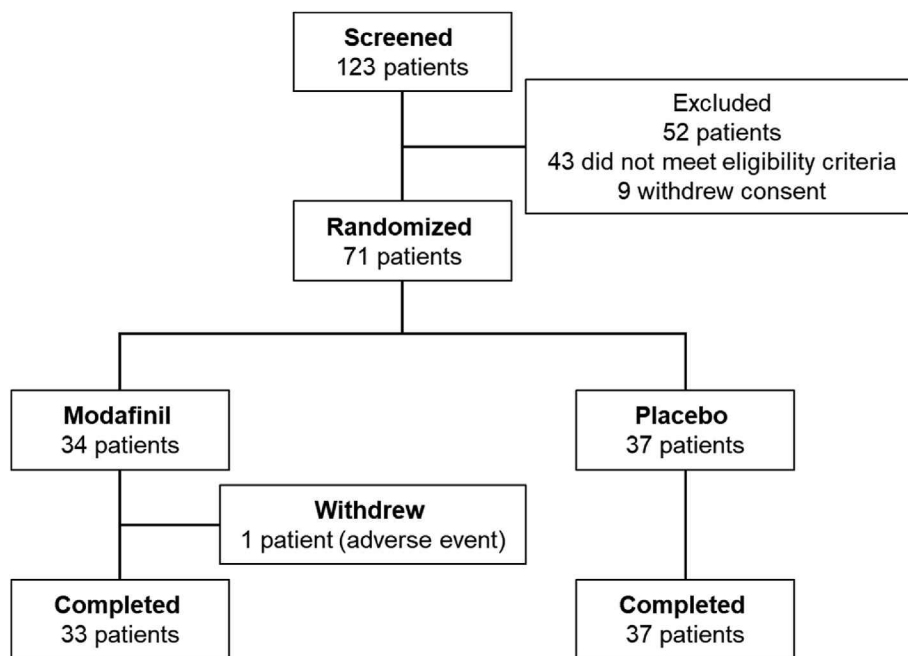 Screened
123 patients
Excluded
52 patients
43 did not meet eligibility criteria
9 withdrew consent
Randomized
71 patients
Modafinil
34 patients
Placebo
37 patients
Withdrew
1 patient (adverse event)
Completed
33 patients
Completed
37 patients